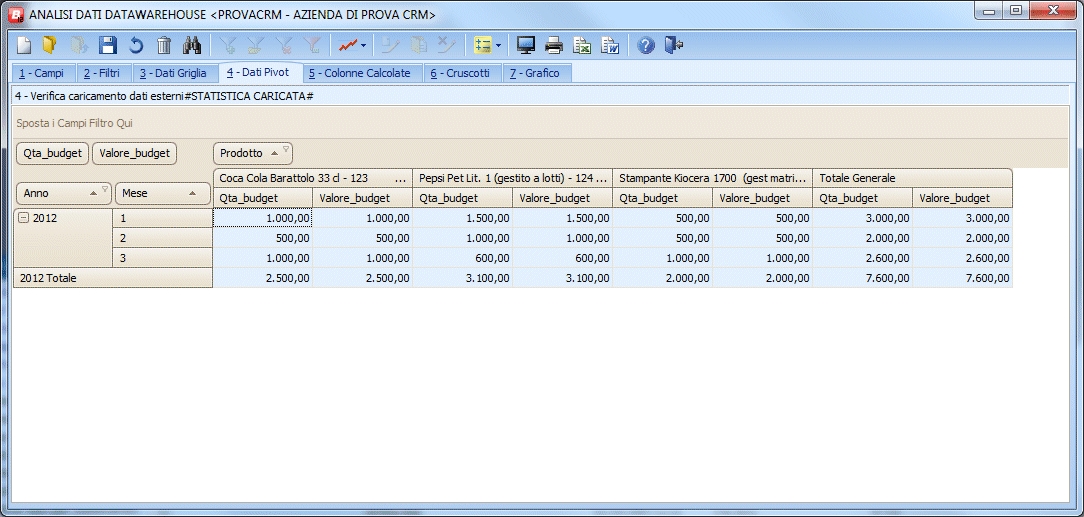 ANALISI DATI DATAWAREHOUSE <PROVACRM - AZIENDA DI PROVA CRM>
1 - Campi 2 - Filtri 3 - Dati Griglia 4 - Dati Pivot 5 - Colonne Calcolate 6 - Cruscotti 7 - Grafico
4 - Verifica caricamento dati esterni#STATISTICA CARICATA#
Sposta i Campi Filtro Qui
Qta_budget Valore_budget Prodotto
Coca Cola Barattolo 33 cl - 123 ... Pepsi Pet Lit. 1 (gestito a lotti) - 124 ... Stampante Kiocera 1700 (gest matri... Totale Generale
Anno Mese Qta_budget Valore_budget Qta_budget Valore_budget Qta_budget Valore_budget Qta_budget Valore_budget
2012 1 1.000,00 1.000,00 1.500,00 1.500,00 500,00 500,00 3.000,00 3.000,00
2 500,00 500,00 1.000,00 1.000,00 500,00 500,00 2.000,00 2.000,00
3 1.000,00 1.000,00 600,00 600,00 1.000,00 1.000,00 2.600,00 2.600,00
2012 Totale 2.500,00 2.500,00 3.100,00 3.100,00 2.000,00 2.000,00 7.600,00 7.600,00